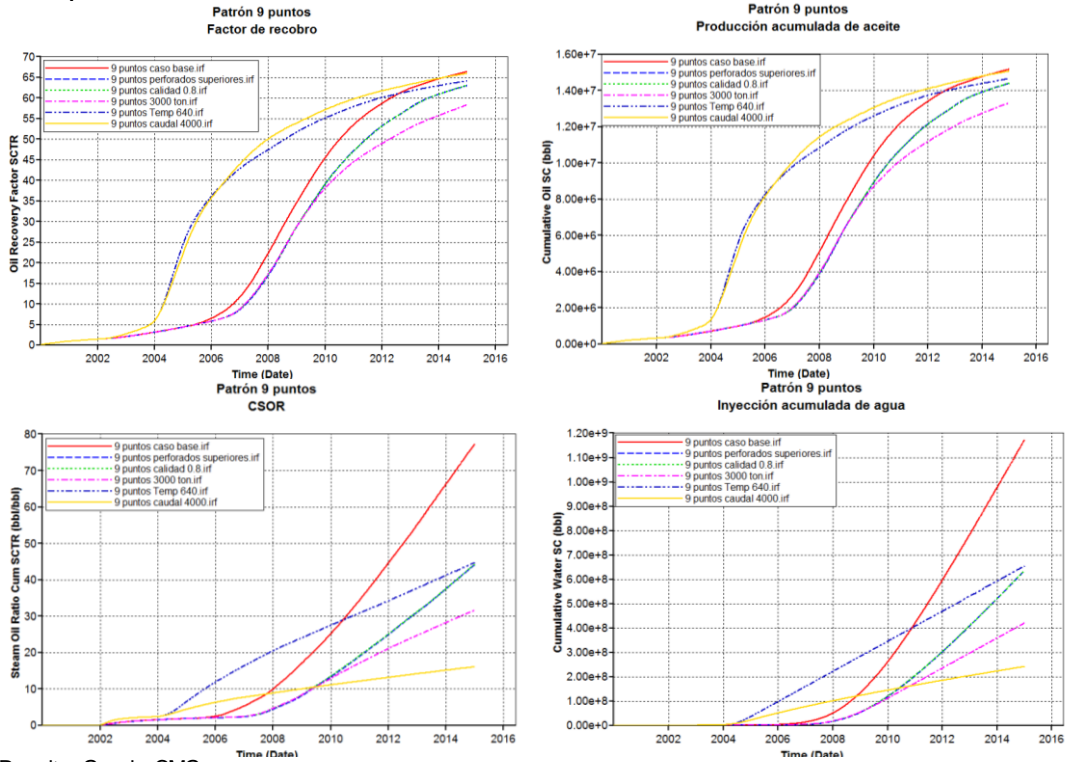 Patrón 9 puntos
Factor de recobro
70
65
60
55
50
45
40
35
30
25
20
15
10
5
0
Oil Recovery Factor SCTR
9 puntos caso base.irf
9 puntos perforados superiores.irf
9 puntos calidad 0.8.irf
9 puntos 3000 ton.irf
9 puntos Temp 640.irf
9 puntos caudal 4000.irf
2002 2004 2006 2008 2010 2012 2014 2016
Time (Date)
Patrón 9 puntos
Producción acumulada de aceite
1.60e+7
1.40e+7
1.20e+7
1.00e+7
8.00e+6
6.00e+6
4.00e+6
2.00e+6
0.00e+0
Cumulative Oil SC (bbl)
9 puntos caso base.irf
9 puntos perforados superiores.irf
9 puntos calidad 0.8.irf
9 puntos 3000 ton.irf
9 puntos Temp 640.irf
9 puntos caudal 4000.irf
2002 2004 2006 2008 2010 2012 2014 2016
Time (Date)
Patrón 9 puntos
CSOR
80
70
60
50
40
30
20
10
0
Steam Oil Ratio Cum SCTR (bbl/bbl)
9 puntos caso base.irf
9 puntos perforados superiores.irf
9 puntos calidad 0.8.irf
9 puntos 3000 ton.irf
9 puntos Temp 640.irf
9 puntos caudal 4000.irf
2002 2004 2006 2008 2010 2012 2014 2016
Time (Date)
Patrón 9 puntos
Inyección acumulada de agua
1.20e+9
1.10e+9
1.00e+9
9.00e+8
8.00e+8
7.00e+8
6.00e+8
5.00e+8
4.00e+8
3.00e+8
2.00e+8
1.00e+8
0.00e+0
Cumulative Water SC (bbl)
9 puntos caso base.irf
9 puntos perforados superiores.irf
9 puntos calidad 0.8.irf
9 puntos 3000 ton.irf
9 puntos Temp 640.irf
9 puntos caudal 4000.irf
2002 2004 2006 2008 2010 2012 2014 2016
Time (Date)